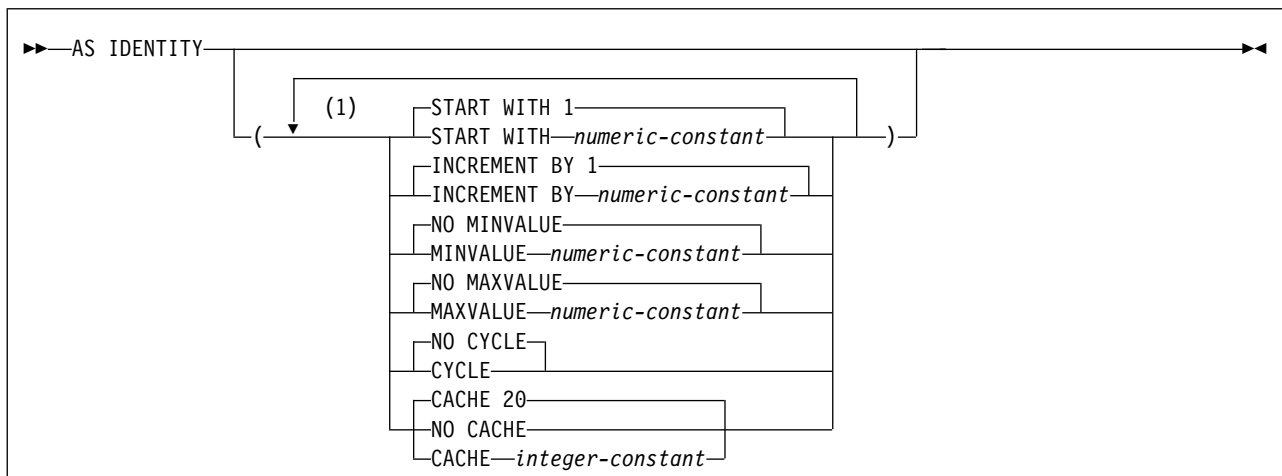 AS IDENTITY
(1)
START WITH 1
( START WITH numeric-constant )
INCREMENT BY 1
INCREMENT BY numeric-constant
NO MINVALUE
MINVALUE numeric-constant
NO MAXVALUE
MAXVALUE numeric-constant
NO CYCLE
CYCLE
CACHE 20
NO CACHE
CACHE integer-constant